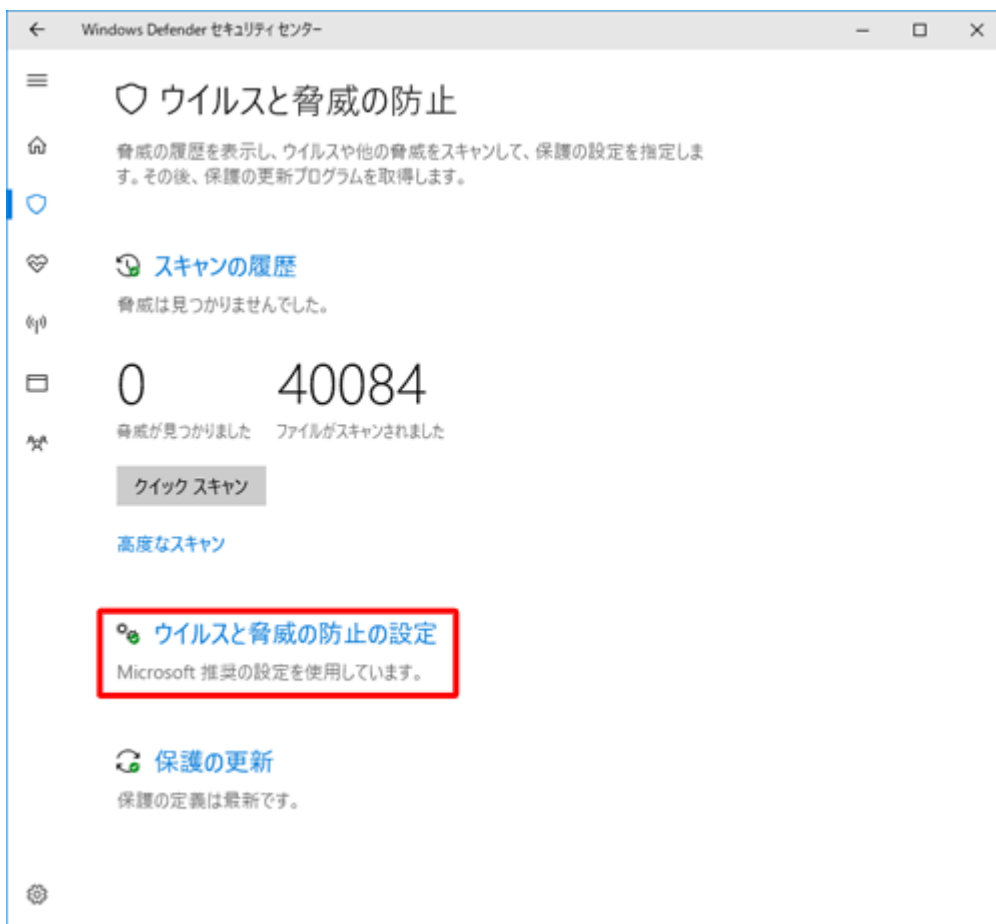 Windows Defender セキュリティ センター
ウイルスと脅威の防止
脅威の履歴を表示し、ウイルスや他の脅威をスキャンして、保護の設定を指定しま
す。その後、保護の更新プログラムを取得します。
スキャンの履歴
脅威は見つかりませんでした。
0 40084
脅威が見つかりました ファイルがスキャンされました
クイック スキャン
高度なスキャン
ウイルスと脅威の防止の設定
Microsoft 推奨の設定を使用しています。
保護の更新
保護の定義は最新です。